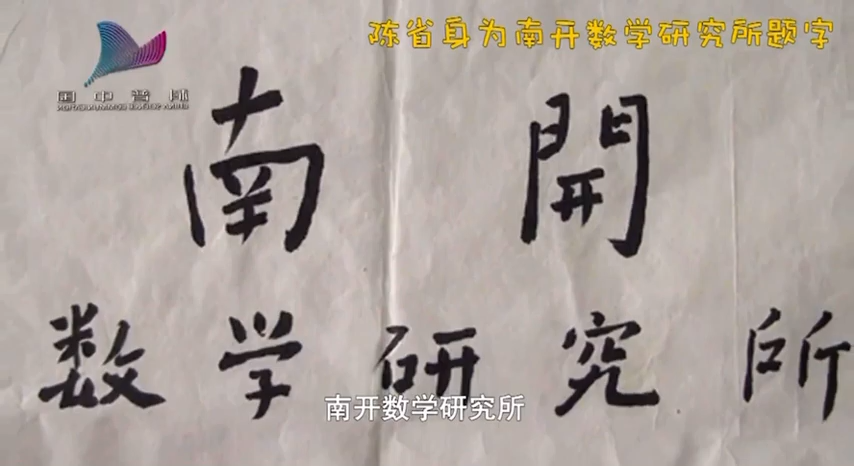 陈省身为南开数学研究所题字
南 開
数学研究所
南开数学研究所